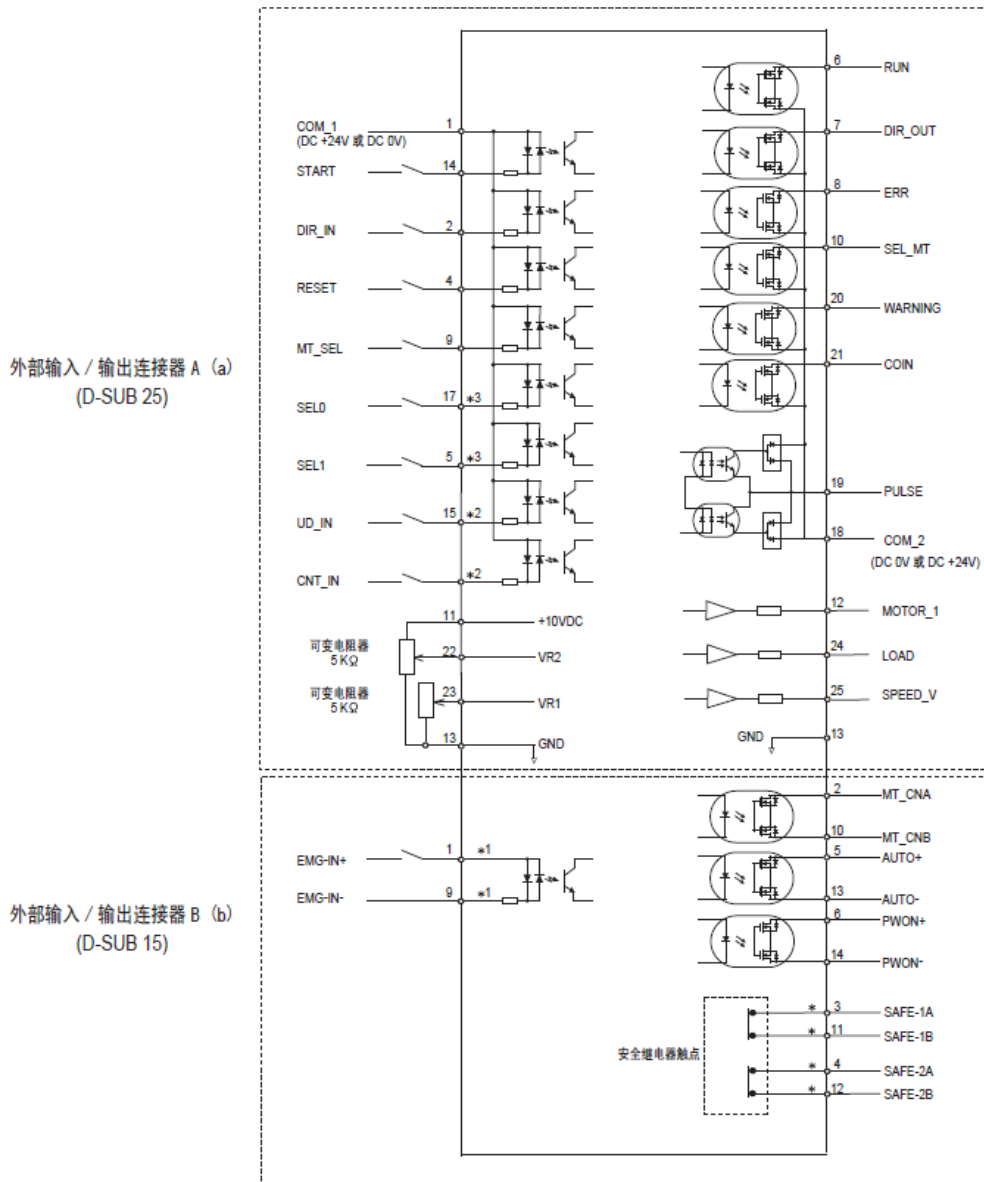 外部输入 / 输出连接器 A (a)
(D-SUB 25)
COM_1
(DC +24V 或 DC 0V)
1
START
14
DIR_IN
2
RESET
4
MT_SEL
9
SEL0
17
*3
SEL1
5
*3
UD_IN
15
*2
CNT_IN
*2
11
+10VDC
可变电阻器
5 KΩ
22
VR2
可变电阻器
5 KΩ
23
VR1
13
GND
6
RUN
7
DIR_OUT
8
ERR
10
SEL_MT
20
WARNING
21
COIN
19
PULSE
18
COM_2
(DC 0V 或 DC +24V)
12
MOTOR_1
24
LOAD
25
SPEED_V
GND
13
外部输入 / 输出连接器 B (b)
(D-SUB 15)
EMG-IN+
1
*1
EMG-IN-
9
*1
2
MT_CNA
10
MT_CNB
5
AUTO+
13
AUTO-
6
PWON+
14
PWON-
安全继电器触点
*
3
SAFE-1A
*
11
SAFE-1B
*
4
SAFE-2A
*
12
SAFE-2B